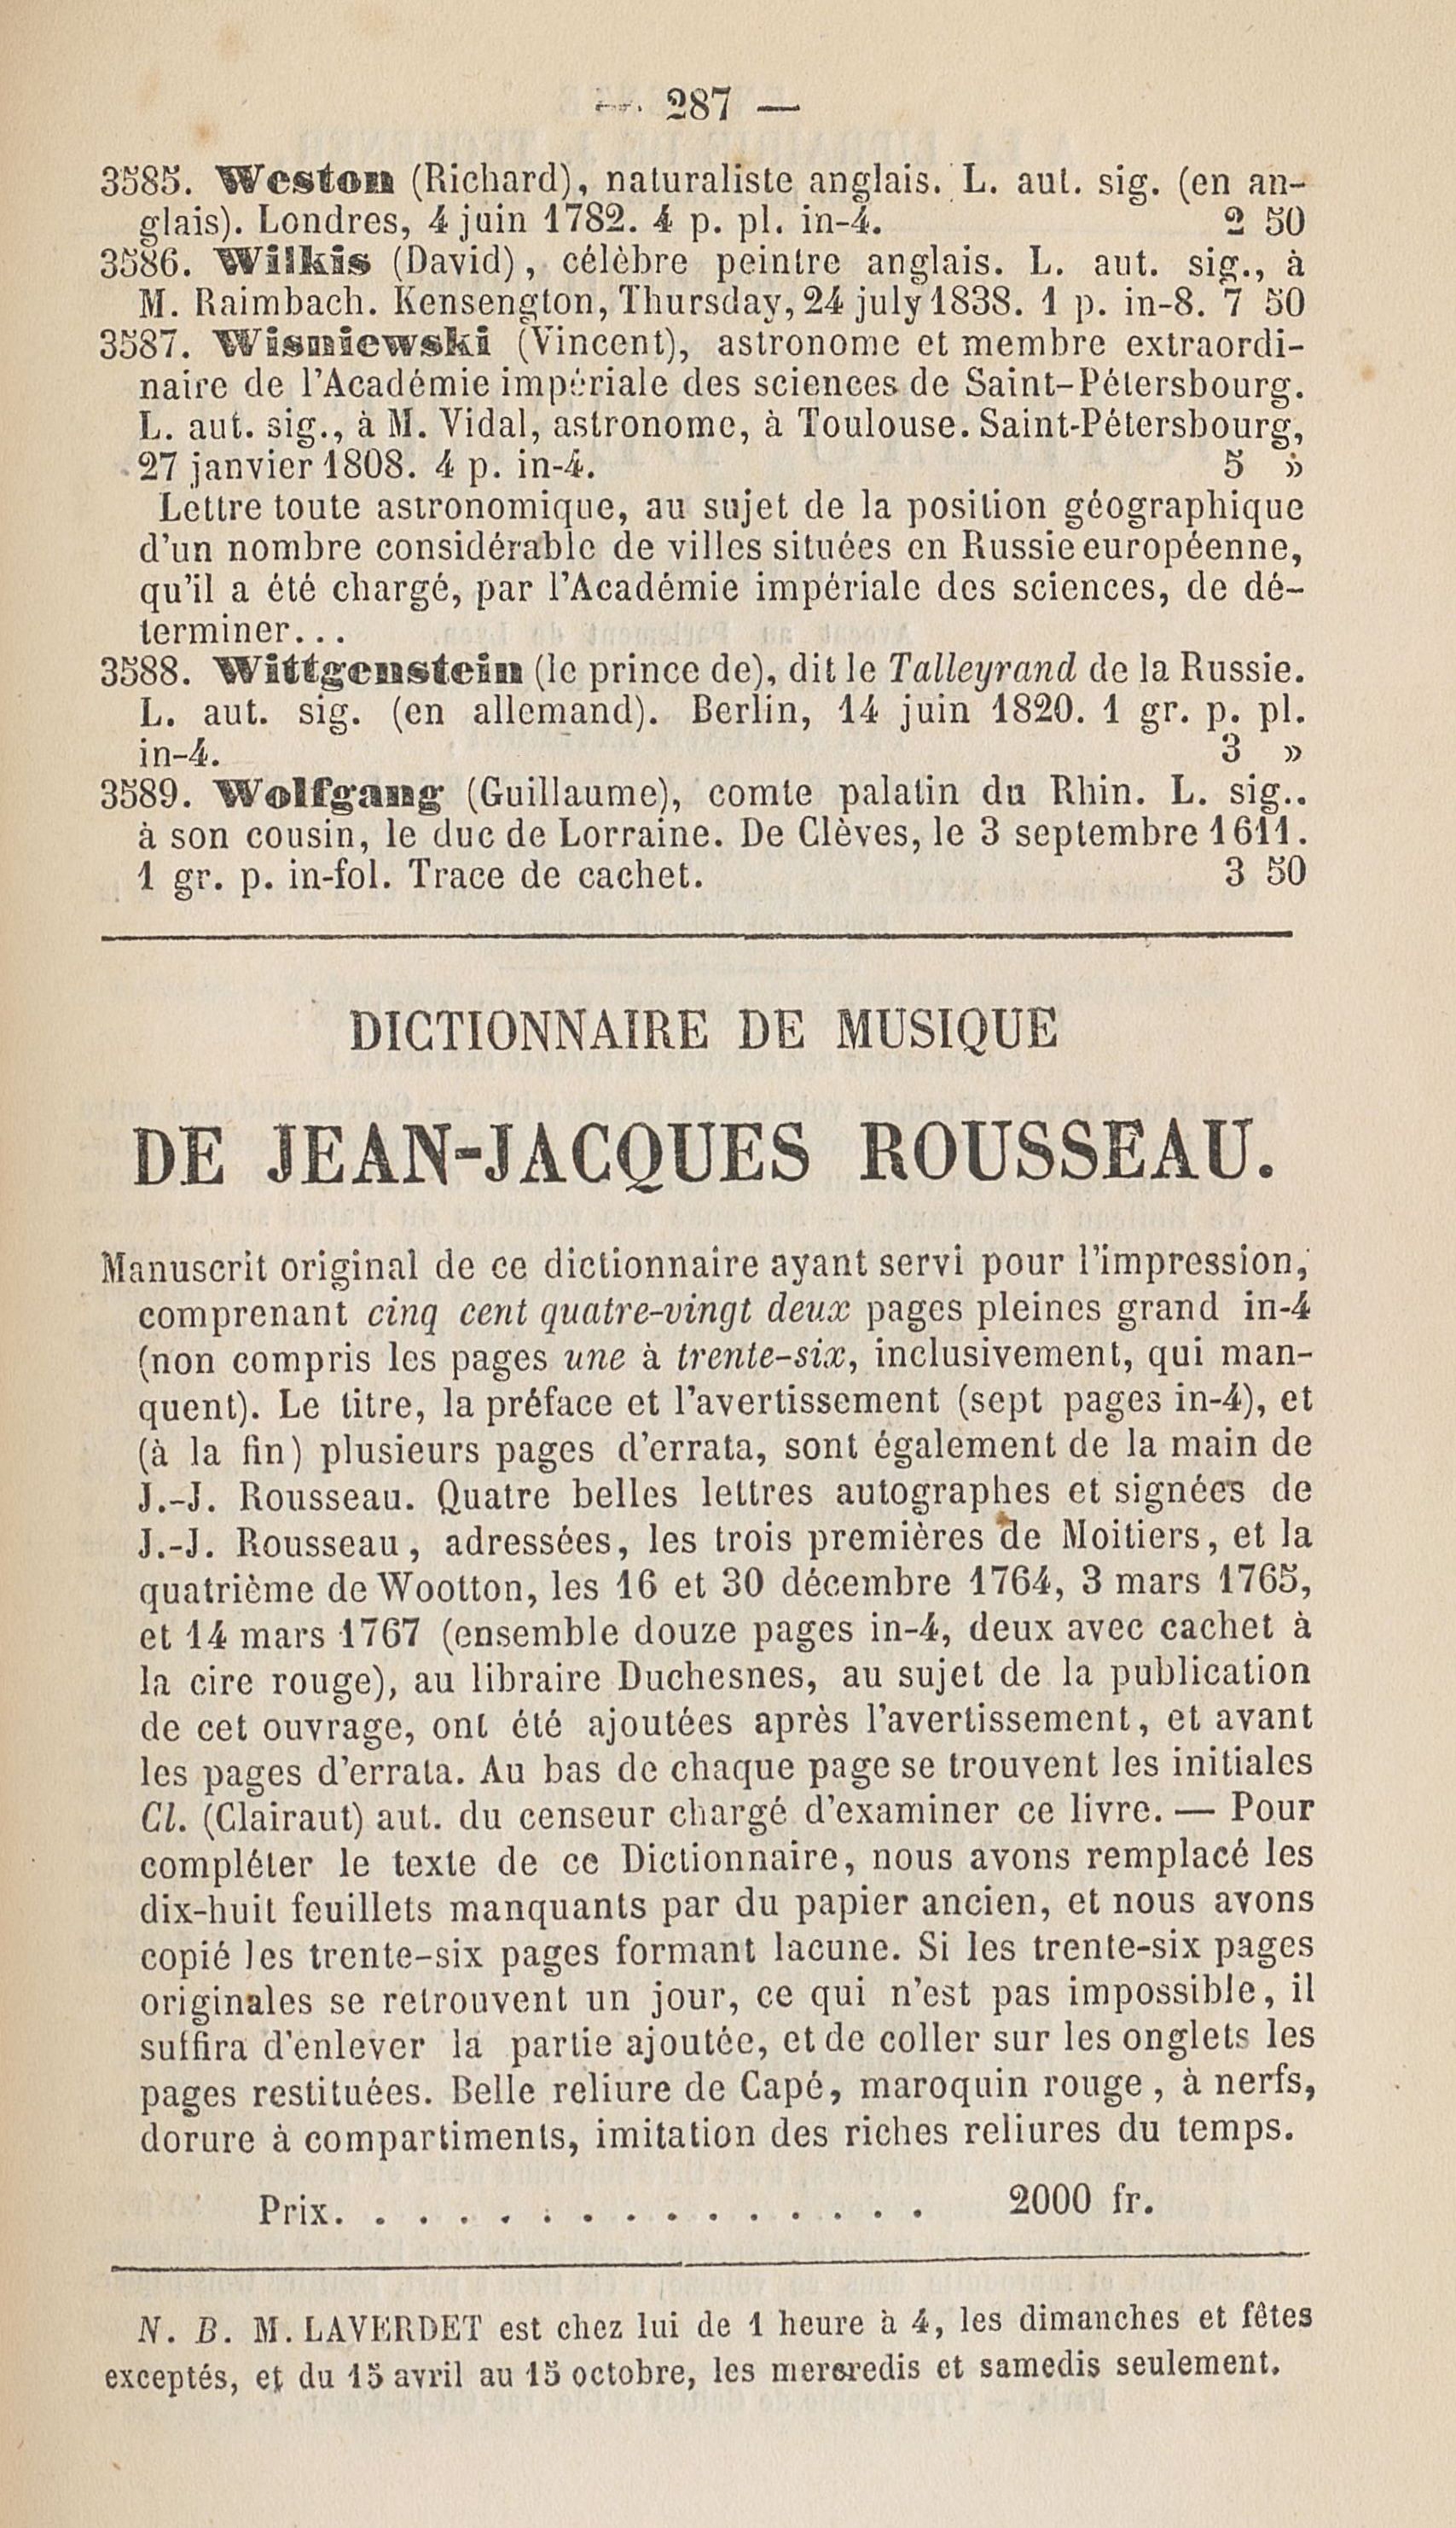 — 287 —
3585. Weston (Richard), naturaliste anglais. L. aut. sig. (en an-
glais). Londres, 4 juin 1782. 4 p. pl. in-4. 2 50
3586. Wilkis (David), célèbre peintre anglais. L. aut. sig., à
M. Raimbach. Kensengton, Thursday, 24 july 1838. 1 p. in-8. 7 50
3587. Wisniewski (Vincent), astronome et membre extraordi-
naire de l'Académie impériale des sciences de Saint-Pétersbourg.
L. aut. sig., à M. Vidal, astronome, à Toulouse. Saint-Pétersbourg,
27 janvier 1808. 4 p. in-4. 5 »
Lettre toute astronomique, au sujet de la position géographique
d'un nombre considérable de villes situées en Russie européenne,
qu'il a été chargé, par l'Académie impériale des sciences, de dé-
terminer...
3588. Wittgenstein (le prince de), dit le Talleyrand de la Russie.
L. aut. sig. (en allemand). Berlin, 14 juin 1820. 1 gr. p. pl.
in-4. 3 »
3589. Wolfgang (Guillaume), comte palatin du Rhin. L. sig..
à son cousin, le duc de Lorraine. De Clèves, le 3 septembre 1611.
1 gr. p. in-fol. Trace de cachet. 3 50
DICTIONNAIRE DE MUSIQUE
DE JEAN-JACQUES ROUSSEAU.
Manuscrit original de ce dictionnaire ayant servi pour l'impression,
comprenant cinq cent quatre-vingt deux pages pleines grand in-4
(non compris les pages une à trente-six, inclusivement, qui man-
quent). Le titre, la préface et l'avertissement (sept pages in-4), et
(à la fin) plusieurs pages d'errata, sont également de la main de
J.-J. Rousseau. Quatre belles lettres autographes et signées de
J.-J. Rousseau, adressées, les trois premières de Moitiers, et la
quatrième de Wootton, les 16 et 30 décembre 1764, 3 mars 1765,
et 14 mars 1767 (ensemble douze pages in-4, deux avec cachet à
la cire rouge), au libraire Duchesnes, au sujet de la publication
de cet ouvrage, ont été ajoutées après l'avertissement, et avant
les pages d'errata. Au bas de chaque page se trouvent les initiales
Cl. (Clairaut) aut. du censeur chargé d'examiner ce livre. — Pour
compléter le texte de ce Dictionnaire, nous avons remplacé les
dix-huit feuillets manquants par du papier ancien, et nous avons
copié les trente-six pages formant lacune. Si les trente-six pages
originales se retrouvent un jour, ce qui n'est pas impossible, il
suffira d'enlever la partie ajoutée, et de coller sur les onglets les
pages restituées. Belle reliure de Capé, maroquin rouge, à nerfs,
dorure à compartiments, imitation des riches reliures du temps.
Prix. . . . . . . . . . . . . . . 2000 fr.
N. B. M. LAVERDET est chez lui de 1 heure à 4, les dimanches et fêtes
exceptés, et du 15 avril au 15 octobre, les mercredis et samedis seulement.